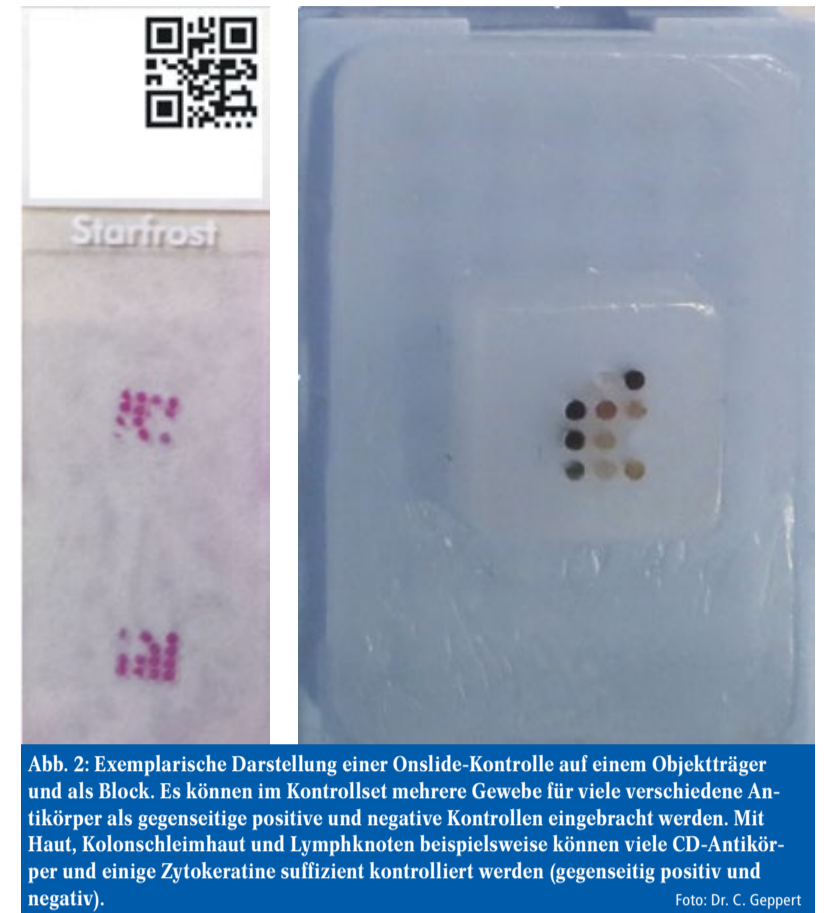 Starfrost
Abb. 2: Exemplarische Darstellung einer Onslide-Kontrolle auf einem Objektträger
und als Block. Es können im Kontrollset mehrere Gewebe für viele verschiedene An-
tikörper als gegenseitige positive und negative Kontrollen eingebracht werden. Mit
Haut, Kolonschleimhaut und Lymphknoten beispielsweise können viele CD-Antikör-
per und einige Zytokeratine suffizient kontrolliert werden (gegenseitig positiv und
negativ).
Foto: Dr. C. Geppert